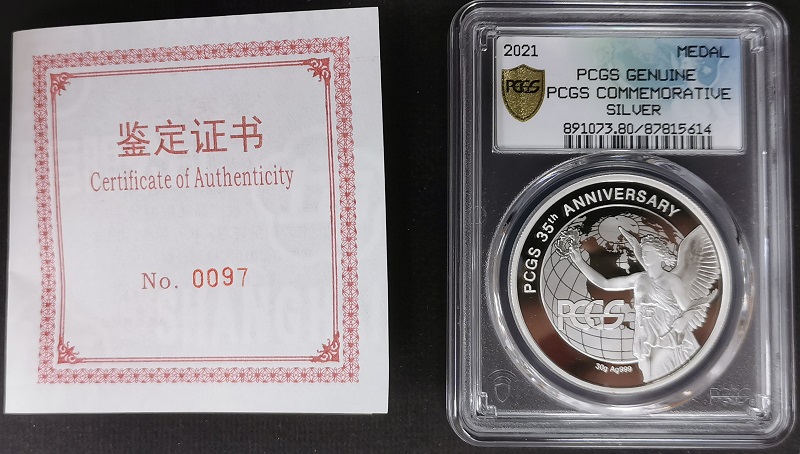 鉴定证书
Certificate of Authenticity
No. 0097
2021 MEDAL
PCGS
PCGS GENUINE
PCGS COMMEMORATIVE
SILVER
891073.80/87815614
PCGS 35th ANNIVERSARY
PCGS
30g Ag999